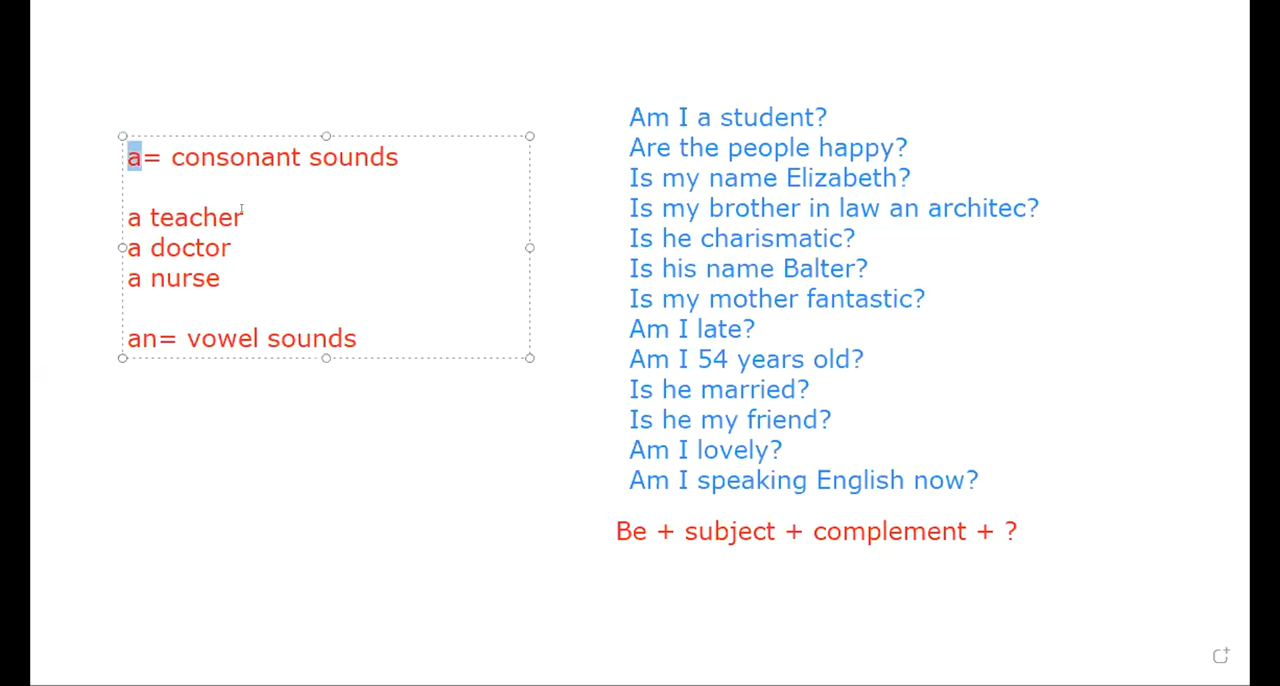 a= consonant sounds
a teacher
a doctor
a nurse
an= vowel sounds
Am I a student?
Are the people happy?
Is my name Elizabeth?
Is my brother in law an architec?
Is he charismatic?
Is his name Balter?
Is my mother fantastic?
Am I late?
Am I 54 years old?
Is he married?
Is he my friend?
Am I lovely?
Am I speaking English now?
Be + subject + complement + ?